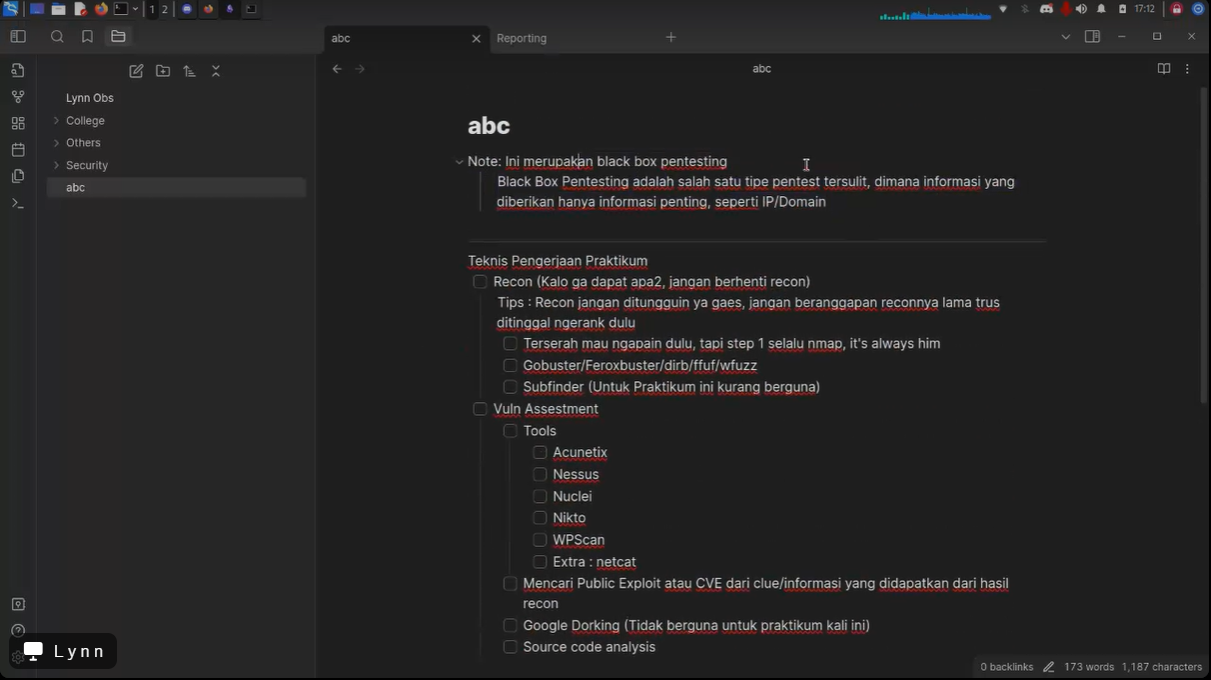 1 2
17:12
abc
Reporting
abc
Lynn Obs
College
Others
Security
abc
abc
Note: Ini merupakan black box pentesting
Black Box Pentesting adalah salah satu tipe pentest tersulit, dimana informasi yang
diberikan hanya informasi penting, seperti IP/Domain
Teknis Pengerjaan Praktikum
Recon (Kalo ga dapat apa2, jangan berhenti recon)
Tips : Recon jangan ditungguin ya gaes, jangan beranggapan reconnya lama trus
ditinggal ngerank dulu
Terserah mau ngapain dulu, tapi step 1 selalu nmap, it's always him
Gobuster/Feroxbuster/dirb/ffuf/wfuzz
Subfinder (Untuk Praktikum ini kurang berguna)
Vuln Assestment
Tools
Acunetix
Nessus
Nuclei
Nikto
WPScan
Extra : netcat
Mencari Public Exploit atau CVE dari clue/informasi yang didapatkan dari hasil
recon
Google Dorking (Tidak berguna untuk praktikum kali ini)
Source code analysis
Lynn
0 backlinks
173 words 1,187 characters